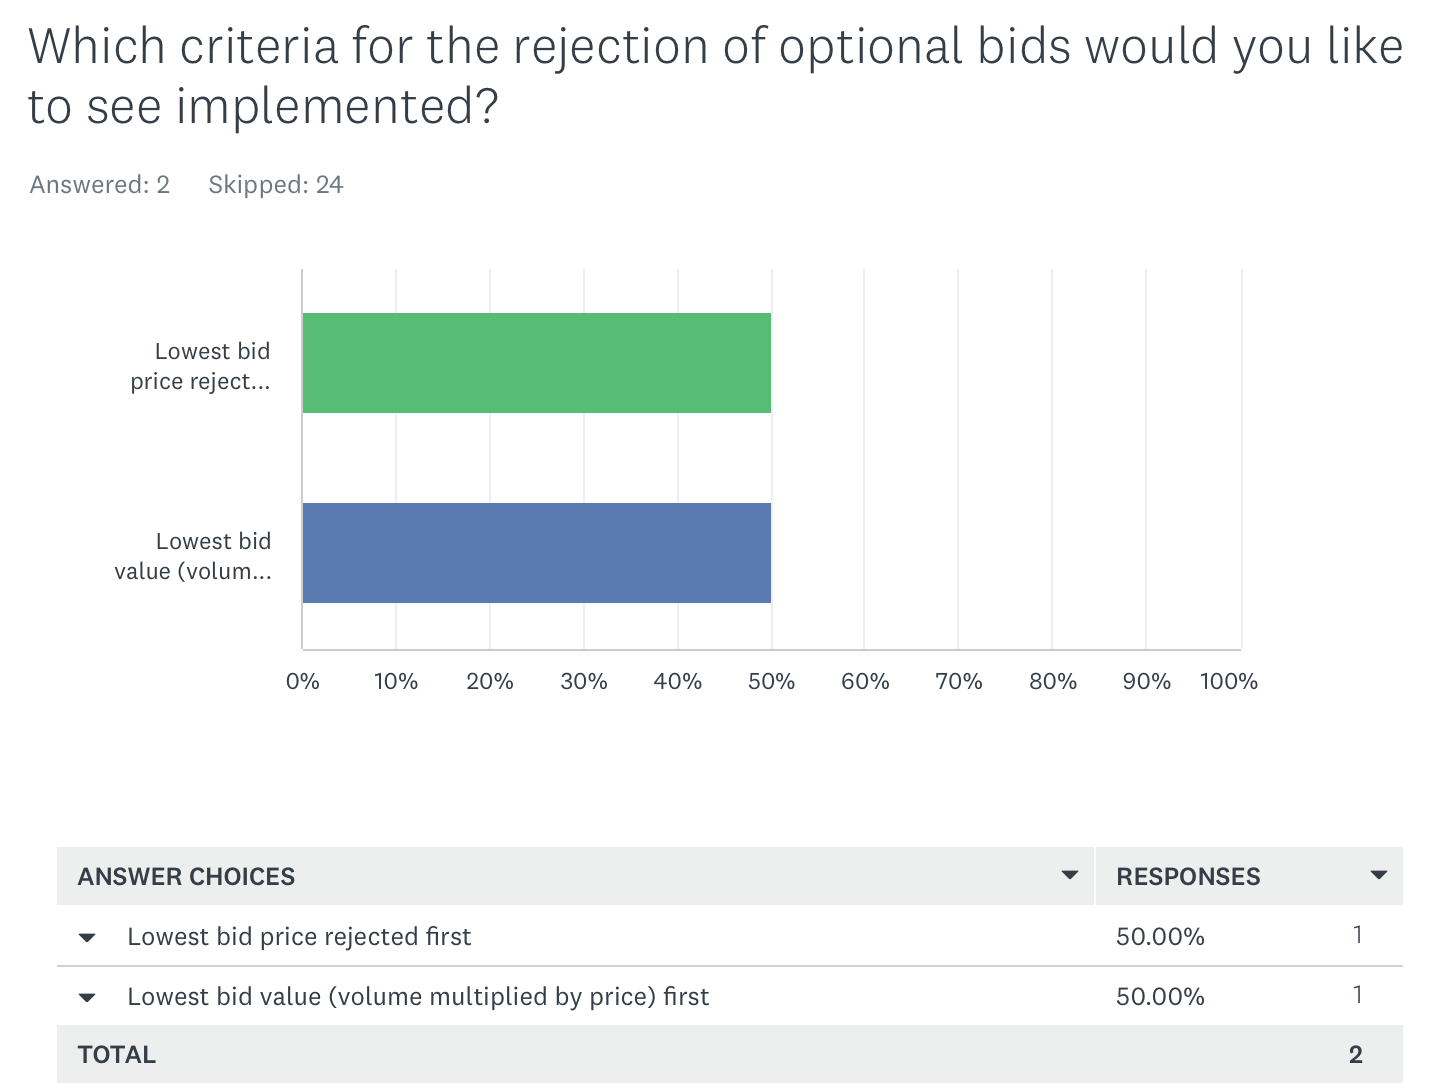 Which criteria for the rejection of optional bids would you like
to see implemented?
Answered: 2 Skipped: 24
Lowest bid
price reject...
Lowest bid
value (volum...
0% 10% 20% 30% 40% 50% 60% 70% 80% 90% 100%
ANSWER CHOICES RESPONSES
Lowest bid price rejected first 50.00% 1
Lowest bid value (volume multiplied by price) first 50.00% 1
TOTAL 2